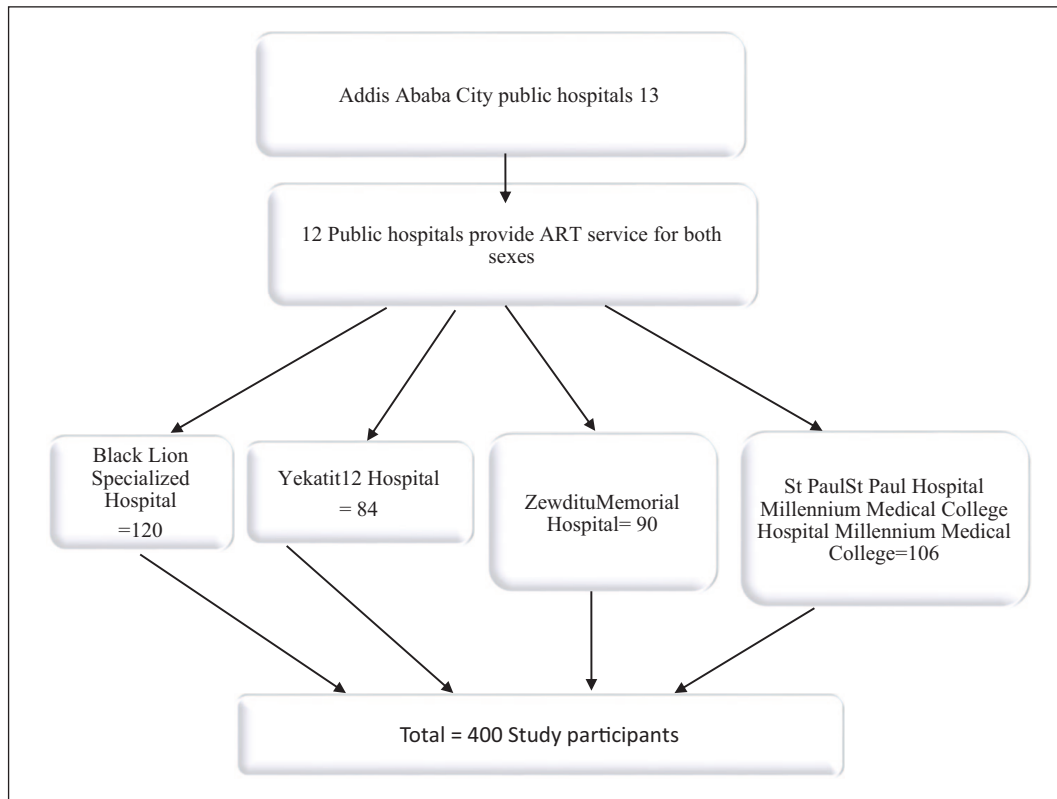 Addis Ababa City public hospitals 13
12 Public hospitals provide ART service for both
sexes
Black Lion
Specialized
Hospital
=120
Yekatit12 Hospital
= 84
ZewdituMemorial
Hospital= 90
St PaulSt Paul Hospital
Millennium Medical College
Hospital Millennium Medical
College=106
Total = 400 Study participants